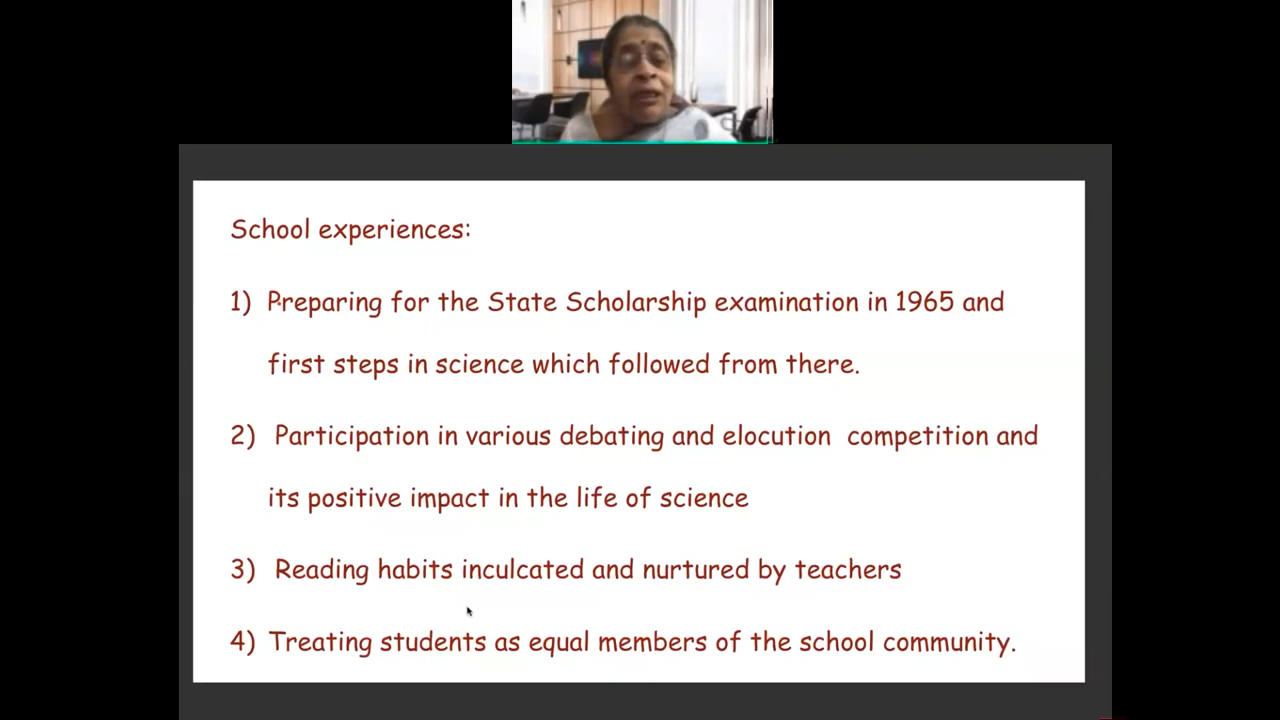 School experiences:
1) Preparing for the State Scholarship examination in 1965 and
first steps in science which followed from there.
2) Participation in various debating and elocution competition and
its positive impact in the life of science
3) Reading habits inculcated and nurtured by teachers
4) Treating students as equal members of the school community.